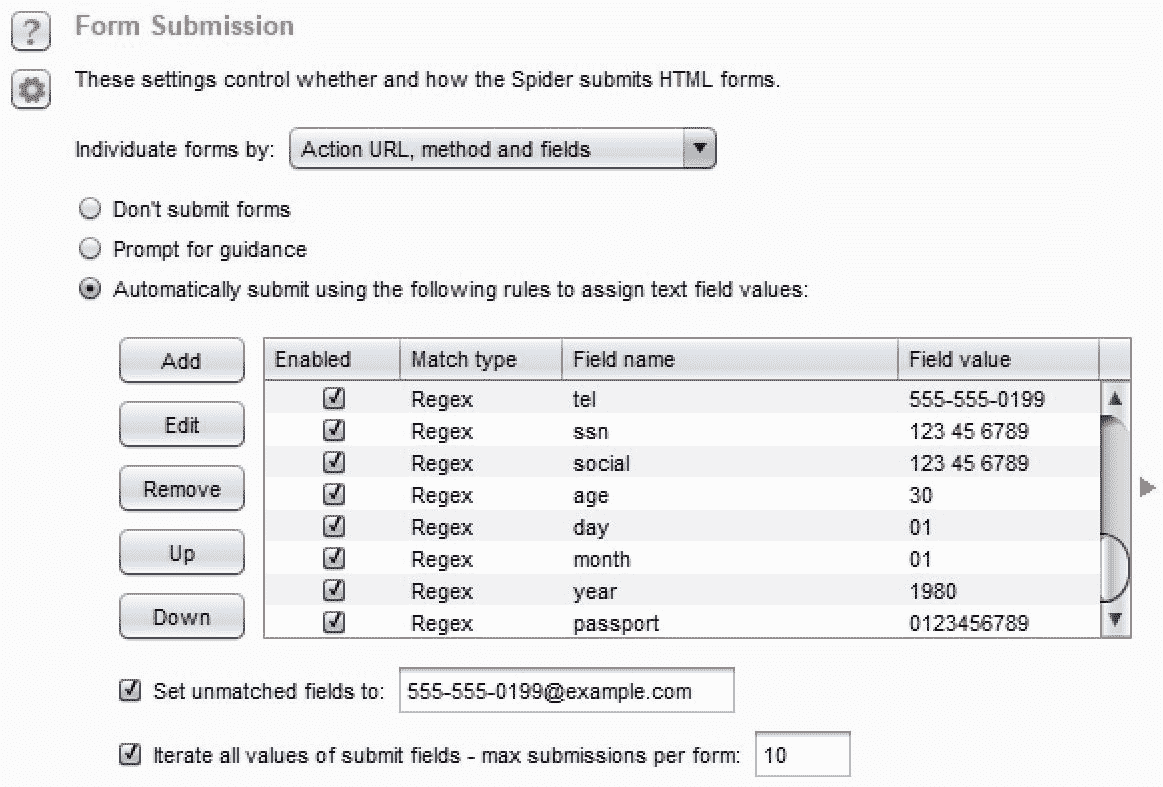 Form Submission
These settings control whether and how the Spider submits HTML forms.
Individuate forms by: Action URL, method and fields
Don't submit forms
Prompt for guidance
Automatically submit using the following rules to assign text field values:
Add
Edit
Remove
Up
Down
Enabled Match type Field name Field value
Regex tel 555-555-0199
Regex ssn 123 45 6789
Regex social 123 45 6789
Regex age 30
Regex day 01
Regex month 01
Regex year 1980
Regex passport 0123456789
Set unmatched fields to: 555-555-0199@example.com
Iterate all values of submit fields - max submissions per form: 10